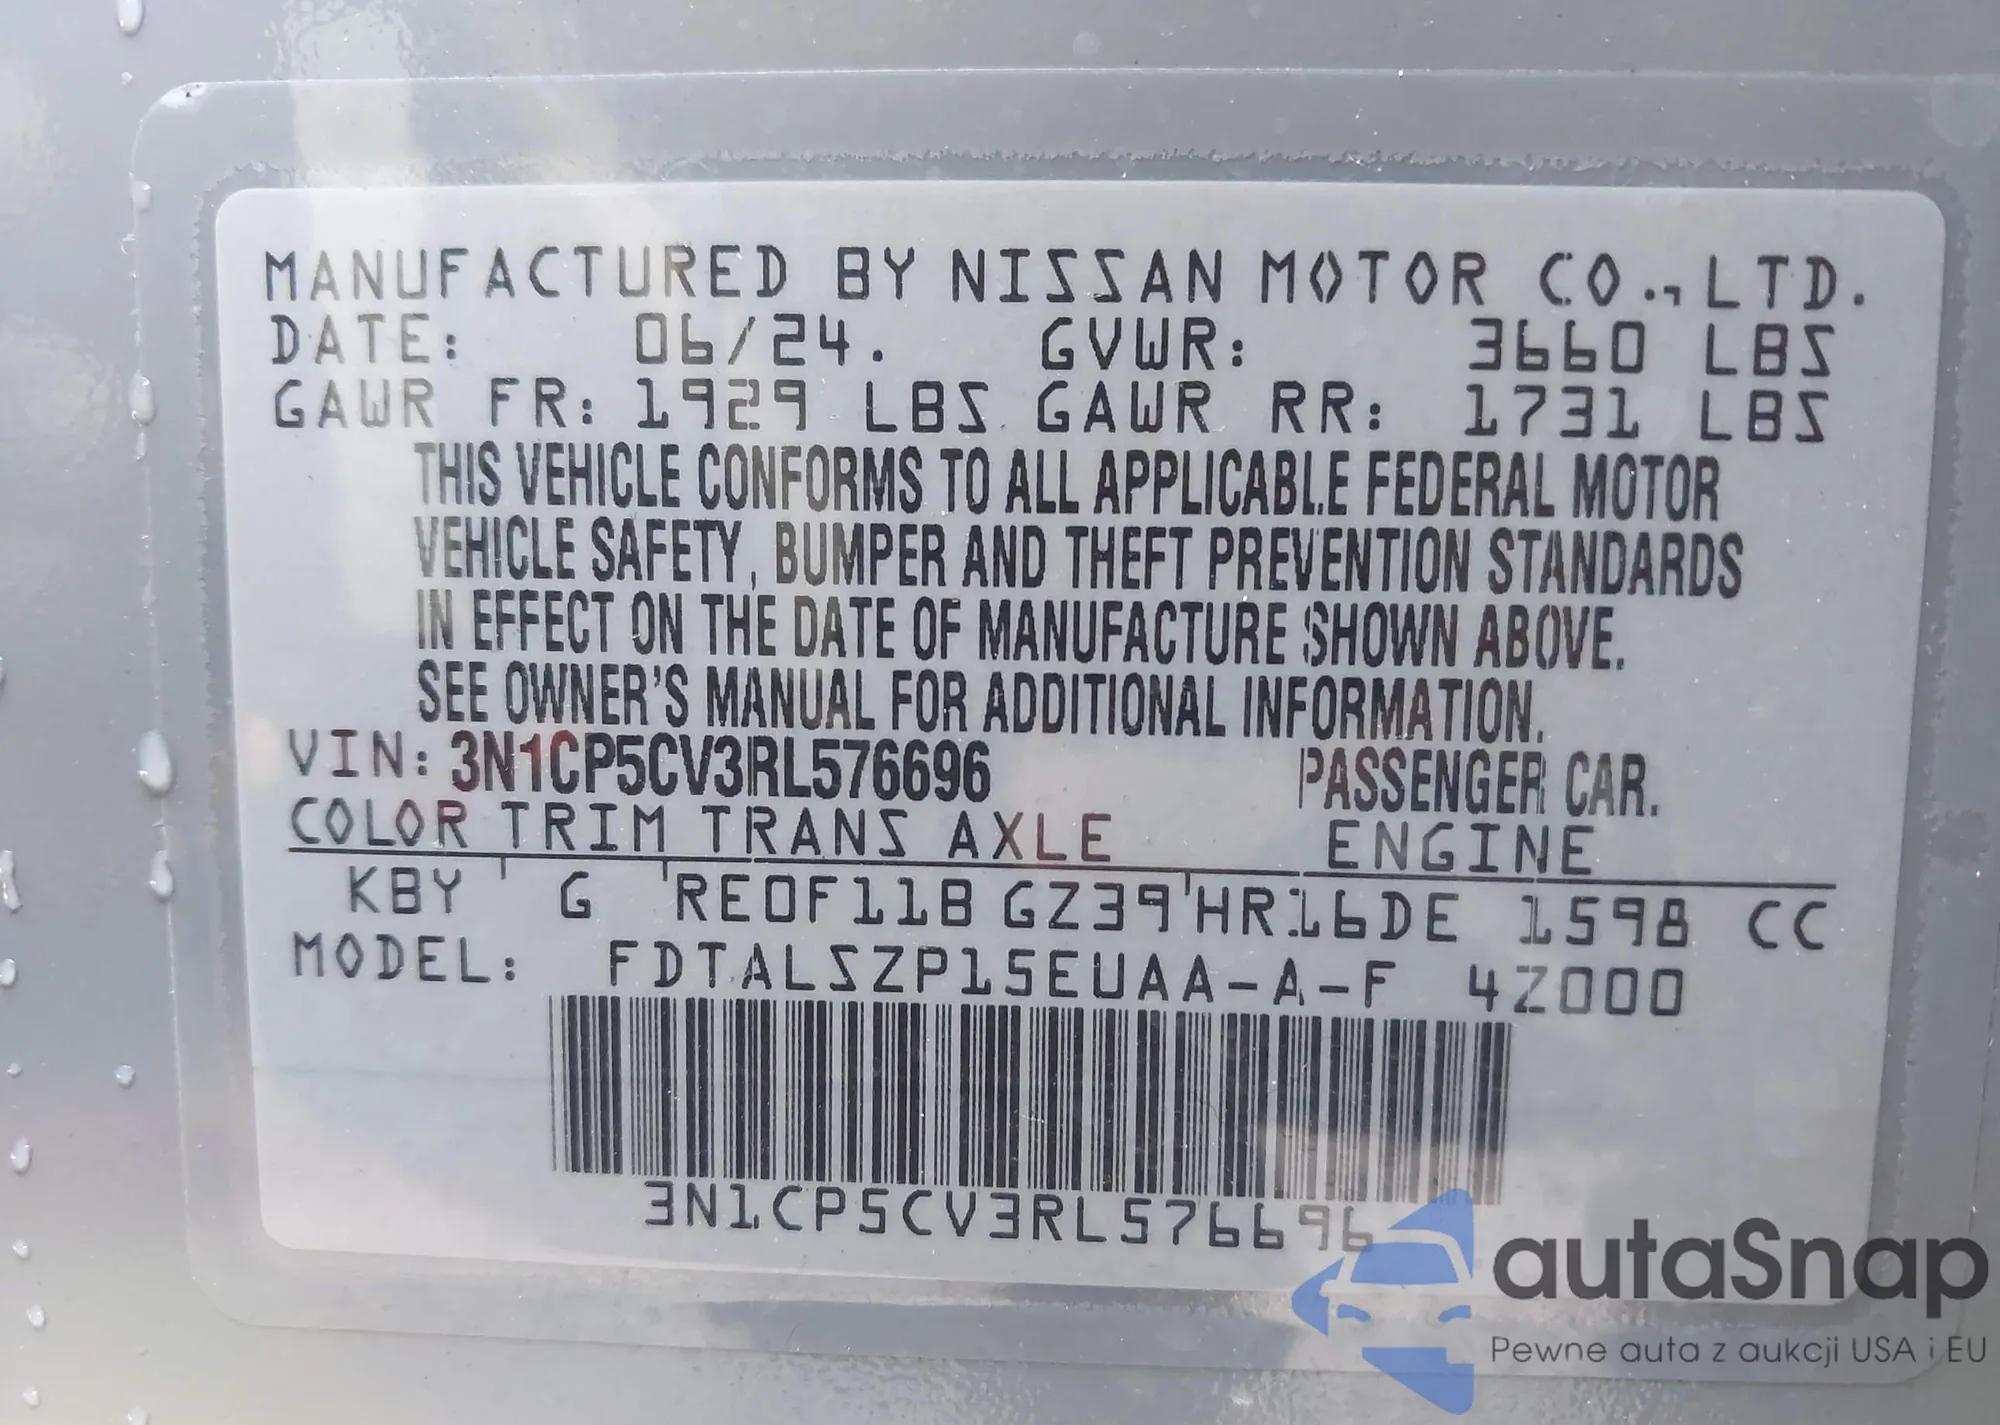 MANUFACTURED BY NISSAN MOTOR CO.,LTD.
DATE: 06/24. GVWR: 3660 LBS
GAWR FR: 1929 LBS GAWR RR: 1731 LBS
THIS VEHICLE CONFORMS TO ALL APPLICABLE FEDERAL MOTOR
VEHICLE SAFETY, BUMPER AND THEFT PREVENTION STANDARDS
IN EFFECT ON THE DATE OF MANUFACTURE SHOWN ABOVE.
SEE OWNER'S MANUAL FOR ADDITIONAL INFORMATION.
VIN: 3N1CP5CV3RL576696 PASSENGER CAR.
COLOR TRIM TRANS AXLE ENGINE
KBY G RE0F11B GZ39 HR16DE 1598 CC
MODEL: FDTALSZP15EUAA-A-F 4Z000
3N1CP5CV3RL576696
autaSnap
Pewne auta z aukcji USA i EU